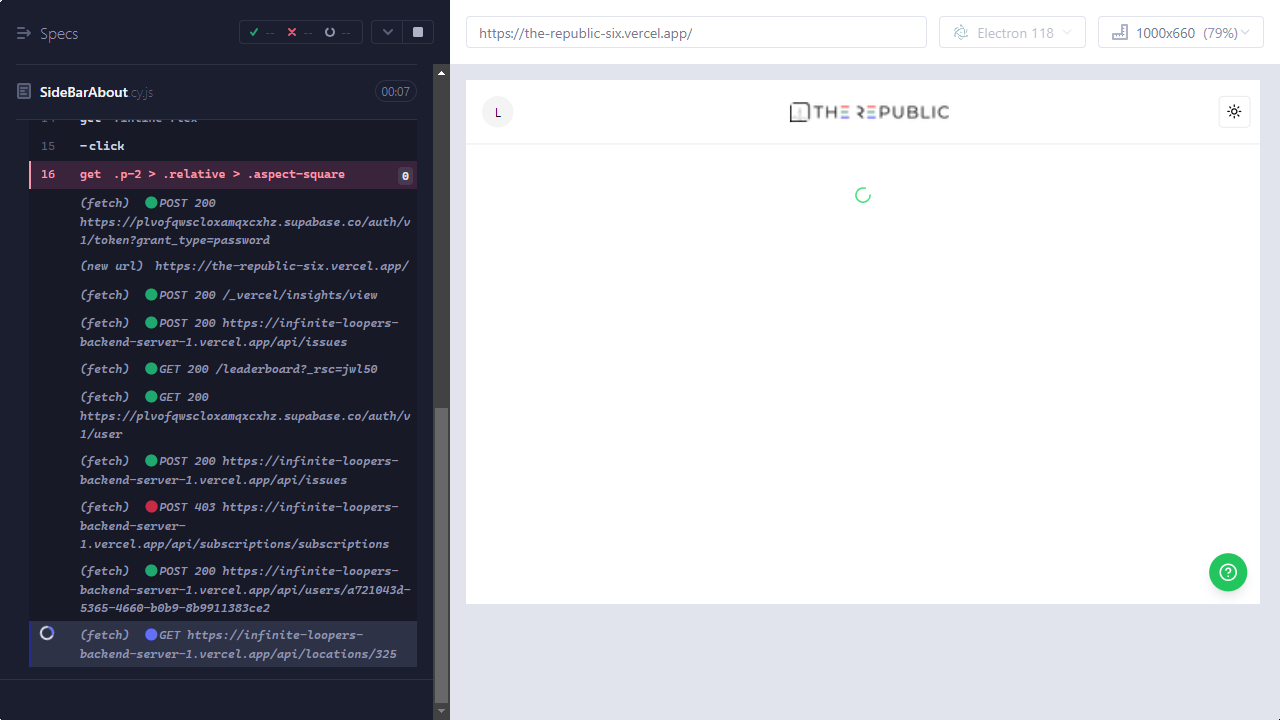 Specs
--
--
--
SideBarAbout.cy.js
00:07
14 get .inline-flex
15 -click
16 get .p-2 > .relative > .aspect-square 0
(fetch) POST 200
https://plvofqwscloxamqxcxhz.supabase.co/auth/v
1/token?grant_type=password
(new url) https://the-republic-six.vercel.app/
(fetch) POST 200 /_vercel/insights/view
(fetch) POST 200 https://infinite-loopers-
backend-server-1.vercel.app/api/issues
(fetch) GET 200 /leaderboard?_rsc=jwl50
(fetch) GET 200
https://plvofqwscloxamqxcxhz.supabase.co/auth/v
1/user
(fetch) POST 200 https://infinite-loopers-
backend-server-1.vercel.app/api/issues
(fetch) POST 403 https://infinite-loopers-
backend-server-
1.vercel.app/api/subscriptions/subscriptions
(fetch) POST 200 https://infinite-loopers-
backend-server-1.vercel.app/api/users/a721043d-
5365-4660-b0b9-8b9911383ce2
(fetch) GET https://infinite-loopers-
backend-server-1.vercel.app/api/locations/325
https://the-republic-six.vercel.app/
Electron 118
1000x660 (79%)
L
THE REPUBLIC